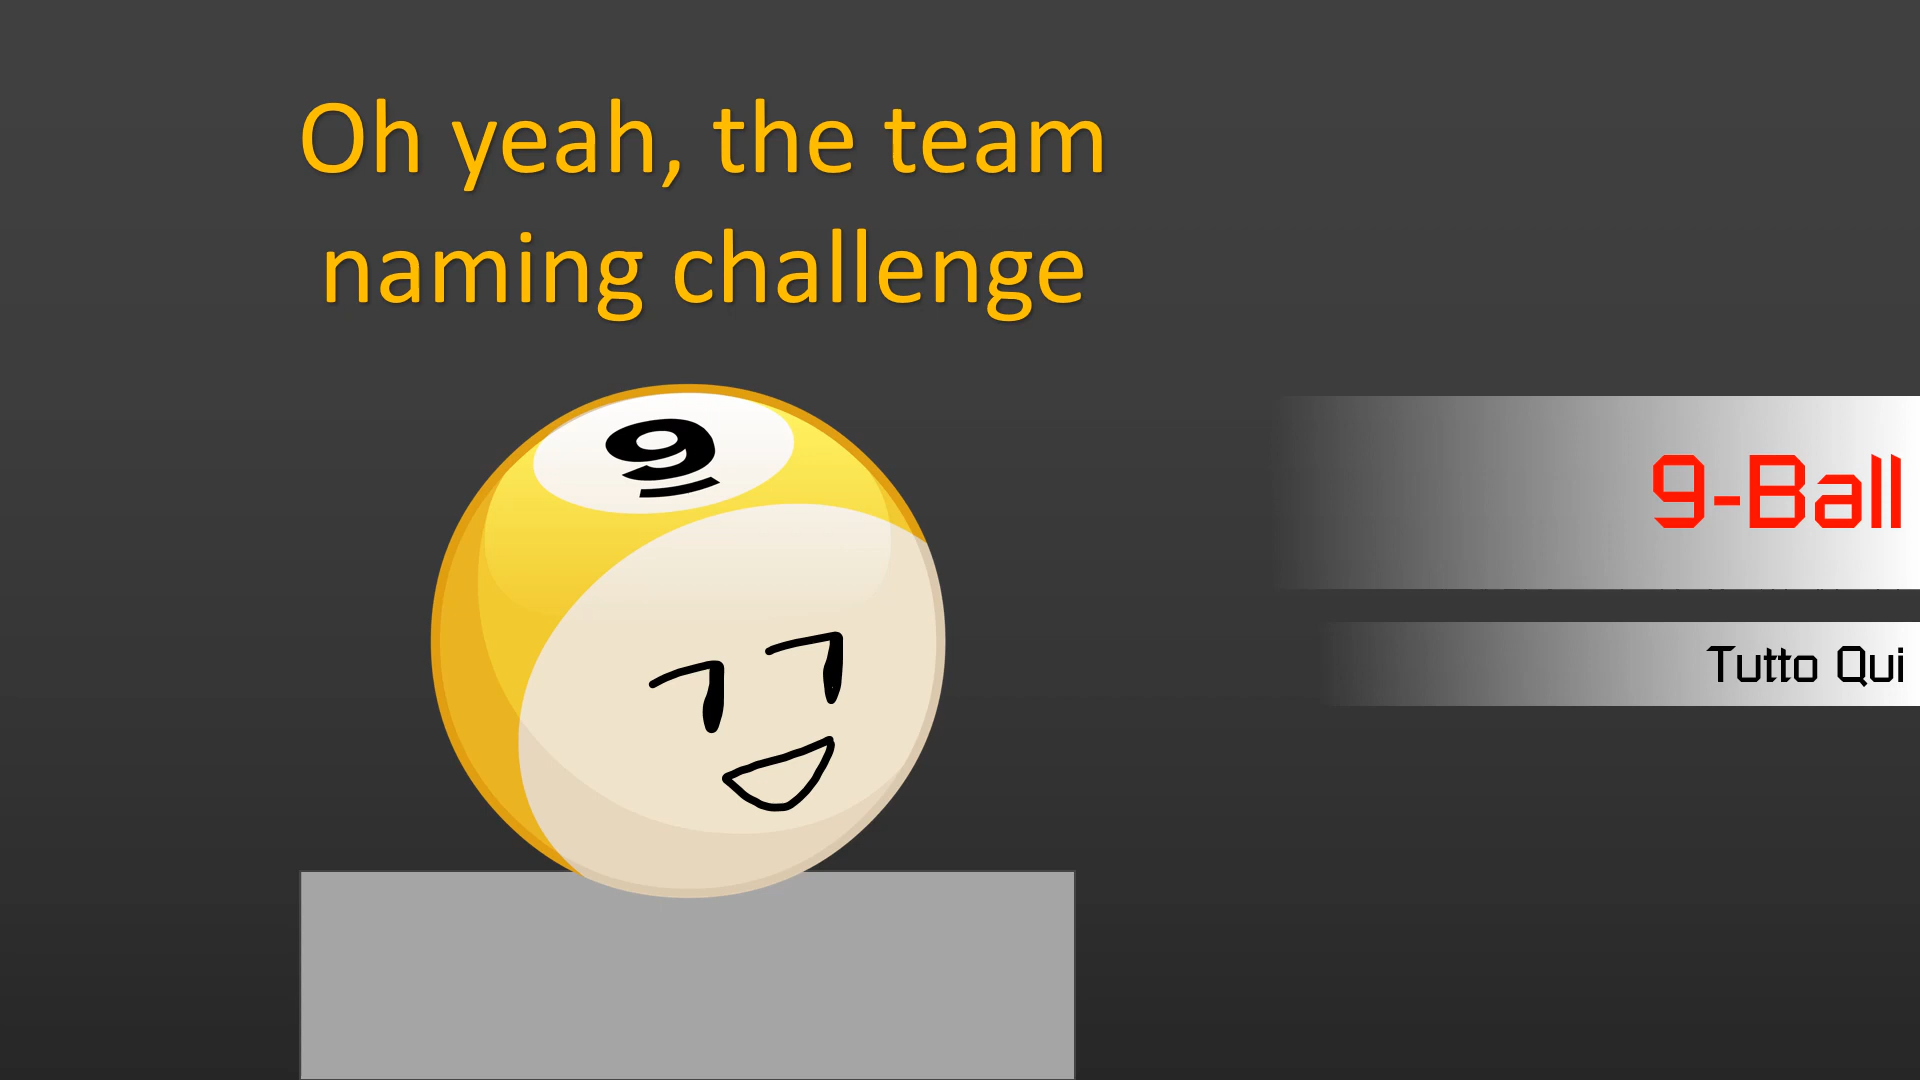 Oh yeah, the team
naming challenge
9
9-Ball
Tutto Qui